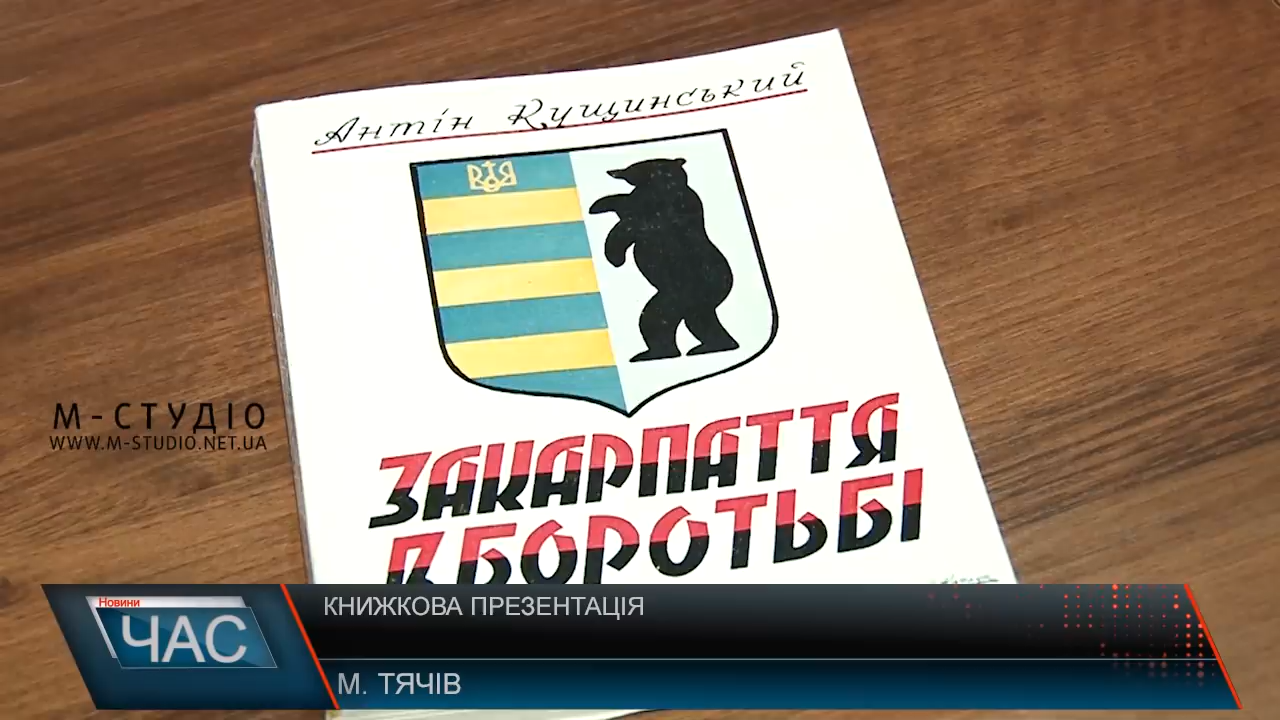 Антін Кущинський
ЗАКАРПАТТЯ
В БОРОТЬБІ
М-СТУДІО
WWW.M-STUDIO.NET.UA
Новини
ЧАС
КНИЖКОВА ПРЕЗЕНТАЦІЯ
М. ТЯЧІВ